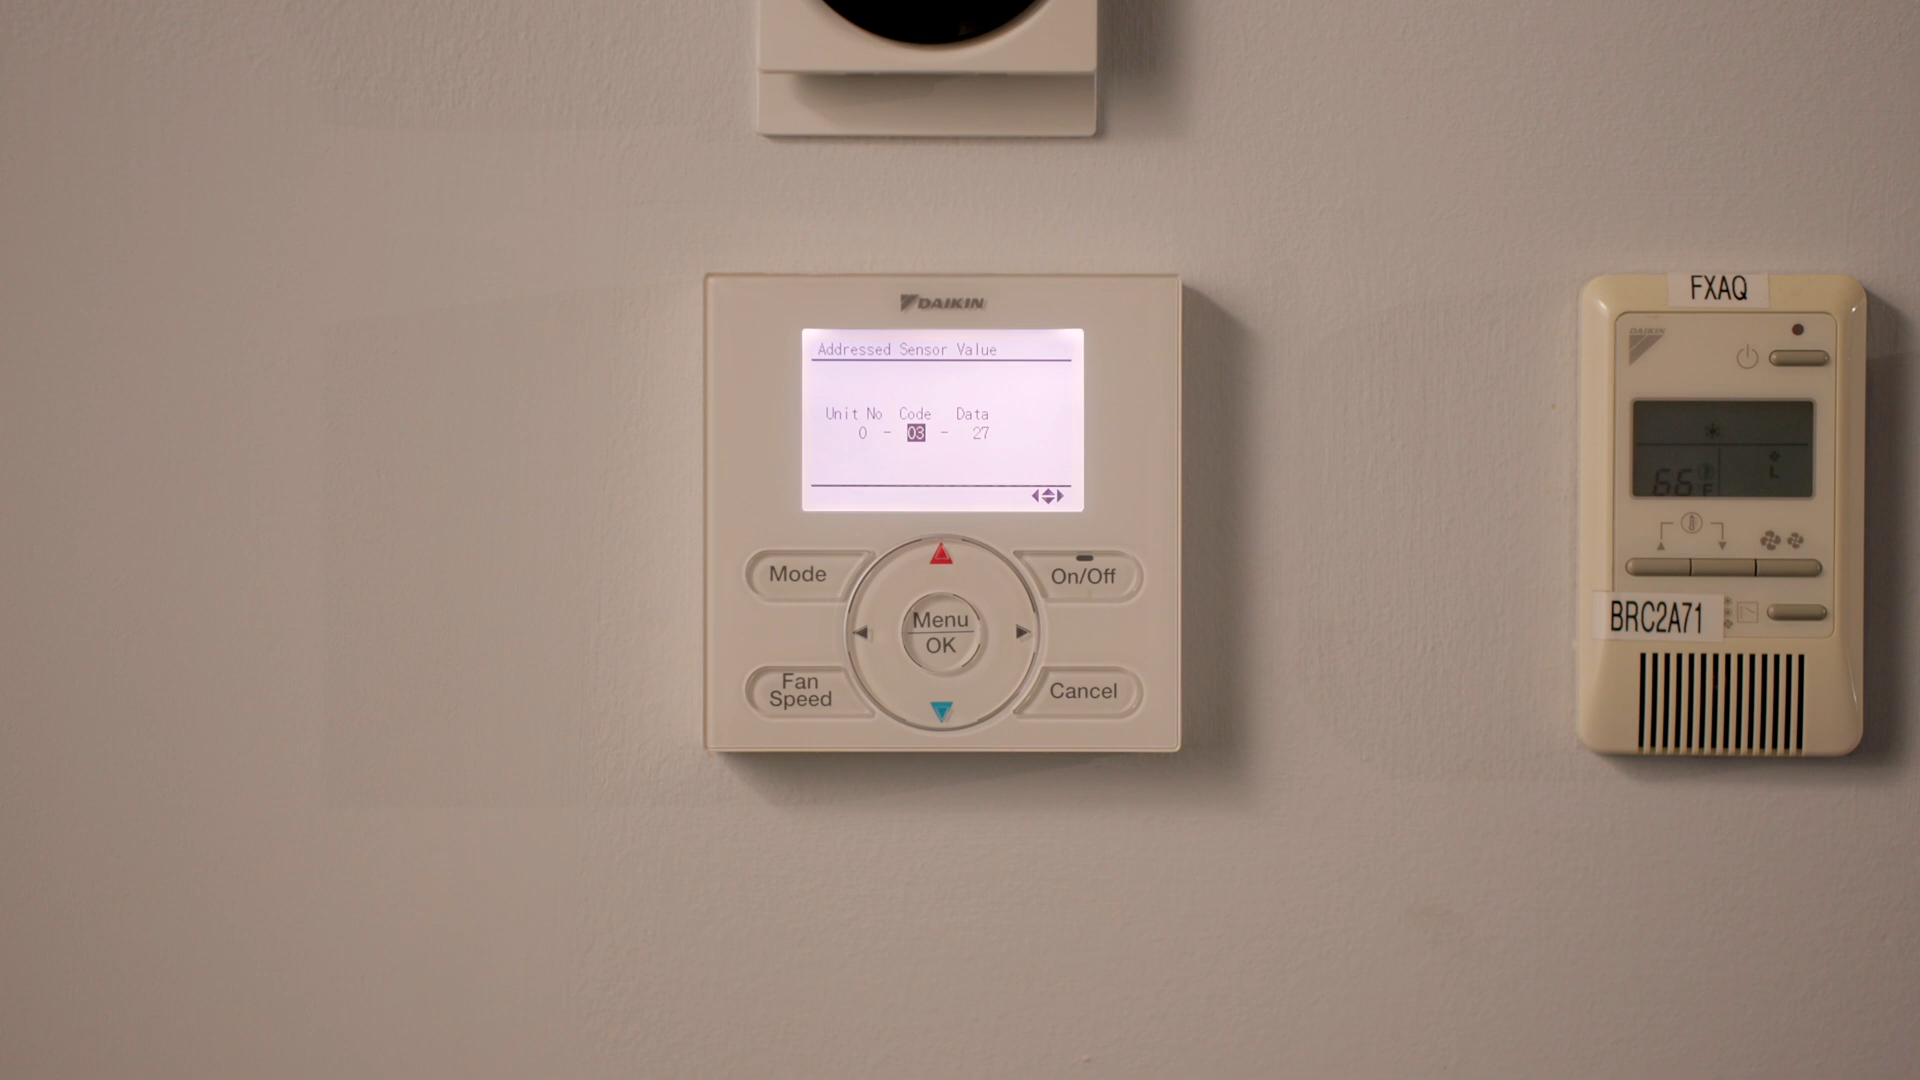 DAIKIN
Addressed Sensor Value
Unit No Code Data
0 - 03 - 27
Mode
On/Off
Menu
OK
Fan
Speed
Cancel
FXAQ
DAIKIN
66 F
L
BRC2A71